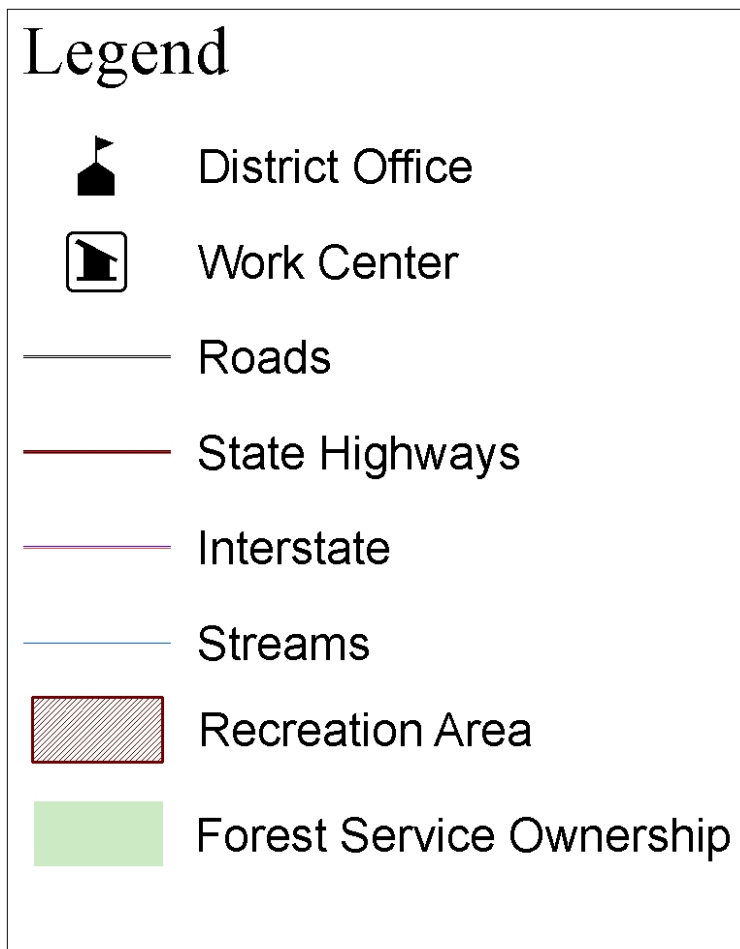 Legend
District Office
Work Center
Roads
State Highways
Interstate
Streams
Recreation Area
Forest Service Ownership